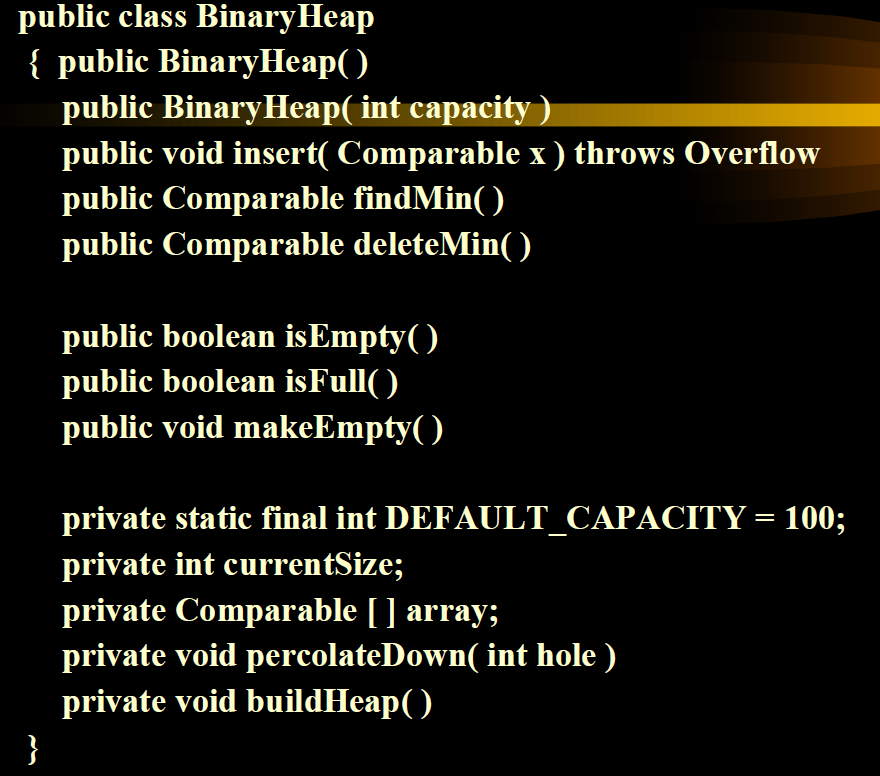 public class BinaryHeap
{ public BinaryHeap( )
public BinaryHeap( int capacity )
public void insert( Comparable x ) throws Overflow
public Comparable findMin( )
public Comparable deleteMin( )
public boolean isEmpty( )
public boolean isFull( )
public void makeEmpty( )
private static final int DEFAULT_CAPACITY = 100;
private int currentSize;
private Comparable [ ] array;
private void percolateDown( int hole )
private void buildHeap( )
}